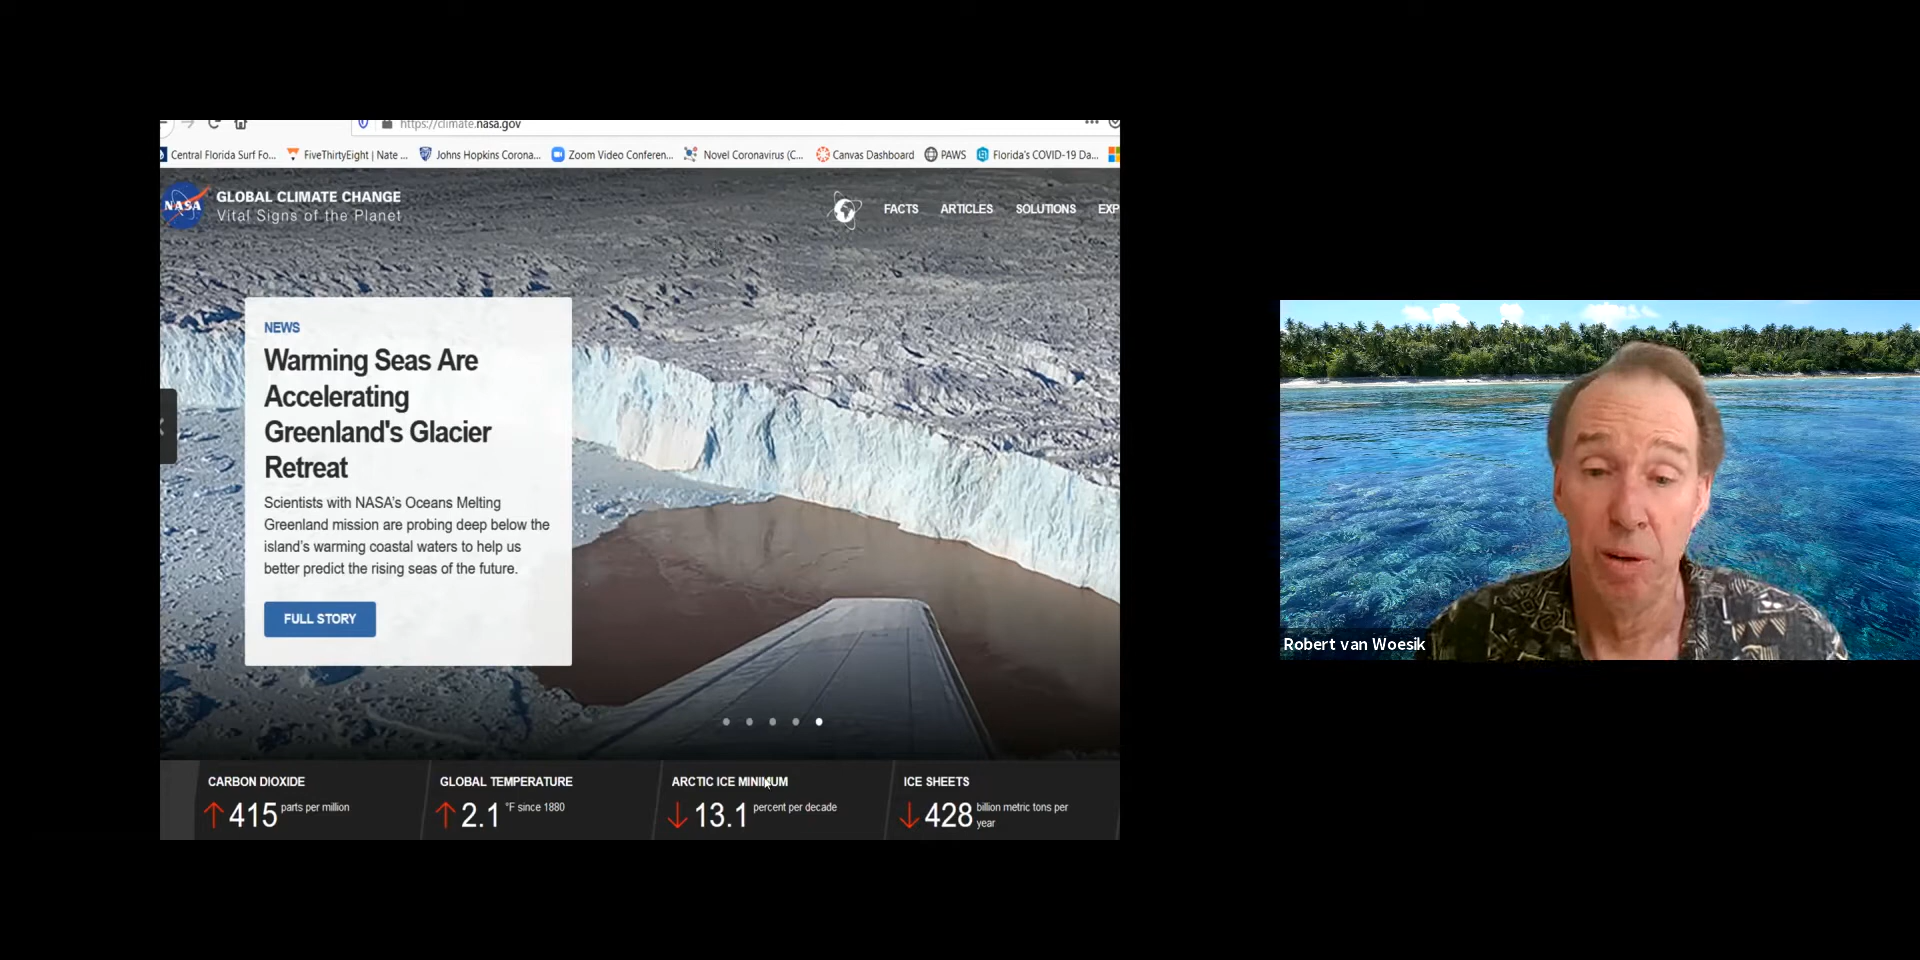 https://climate.nasa.gov
Central Florida Surf Fo... FiveThirtyEight | Nate ... Johns Hopkins Corona... Zoom Video Conferen... Novel Coronavirus (C... Canvas Dashboard PAWS Florida's COVID-19 Da...
NASA
GLOBAL CLIMATE CHANGE
Vital Signs of the Planet
FACTS ARTICLES SOLUTIONS EXP
NEWS
Warming Seas Are
Accelerating
Greenland's Glacier
Retreat
Scientists with NASA's Oceans Melting
Greenland mission are probing deep below the
island's warming coastal waters to help us
better predict the rising seas of the future.
FULL STORY
CARBON DIOXIDE
415 parts per million
GLOBAL TEMPERATURE
2.1 °F since 1880
ARCTIC ICE MINIMUM
13.1 percent per decade
ICE SHEETS
428 billion metric tons per
year
Robert van Woesik